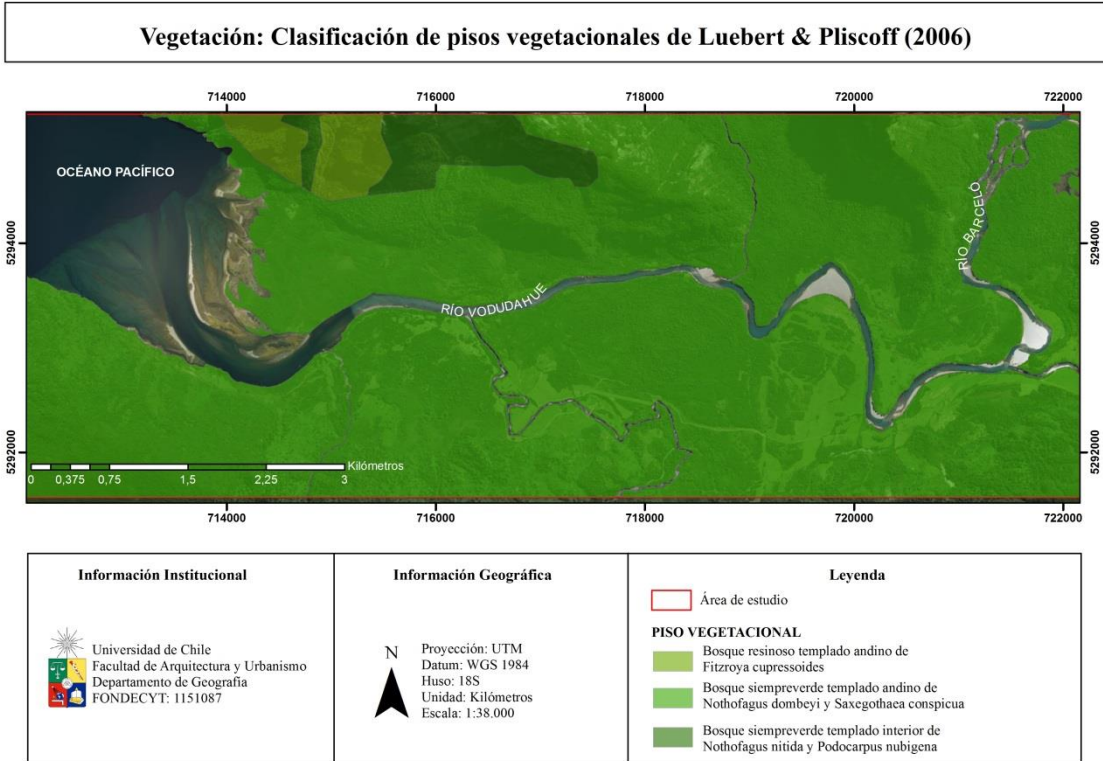 Vegetación: Clasificación de pisos vegetacionales de Luebert & Pliscoff (2006)
714000
716000
718000
720000
722000
OCÉANO PACÍFICO
RÍO BARCELÓ
5294000
5294000
RÍO VODUDAHUE
5292000
5292000
Kilómetros
0
0,375
0,75
1,5
2,25
3
714000
716000
718000
720000
722000
Información Institucional
Universidad de Chile
Facultad de Arquitectura y Urbanismo
Departamento de Geografía
FONDECYT: 1151087
Información Geográfica
N
Proyección: UTM
Datum: WGS 1984
Huso: 18S
Unidad: Kilómetros
Escala: 1:38.000
Leyenda
Área de estudio
PISO VEGETACIONAL
Bosque resinoso templado andino de
Fitzroya cupressoides
Bosque siempreverde templado andino de
Nothofagus dombeyi y Saxegothaea conspicua
Bosque siempreverde templado interior de
Nothofagus nitida y Podocarpus nubigena